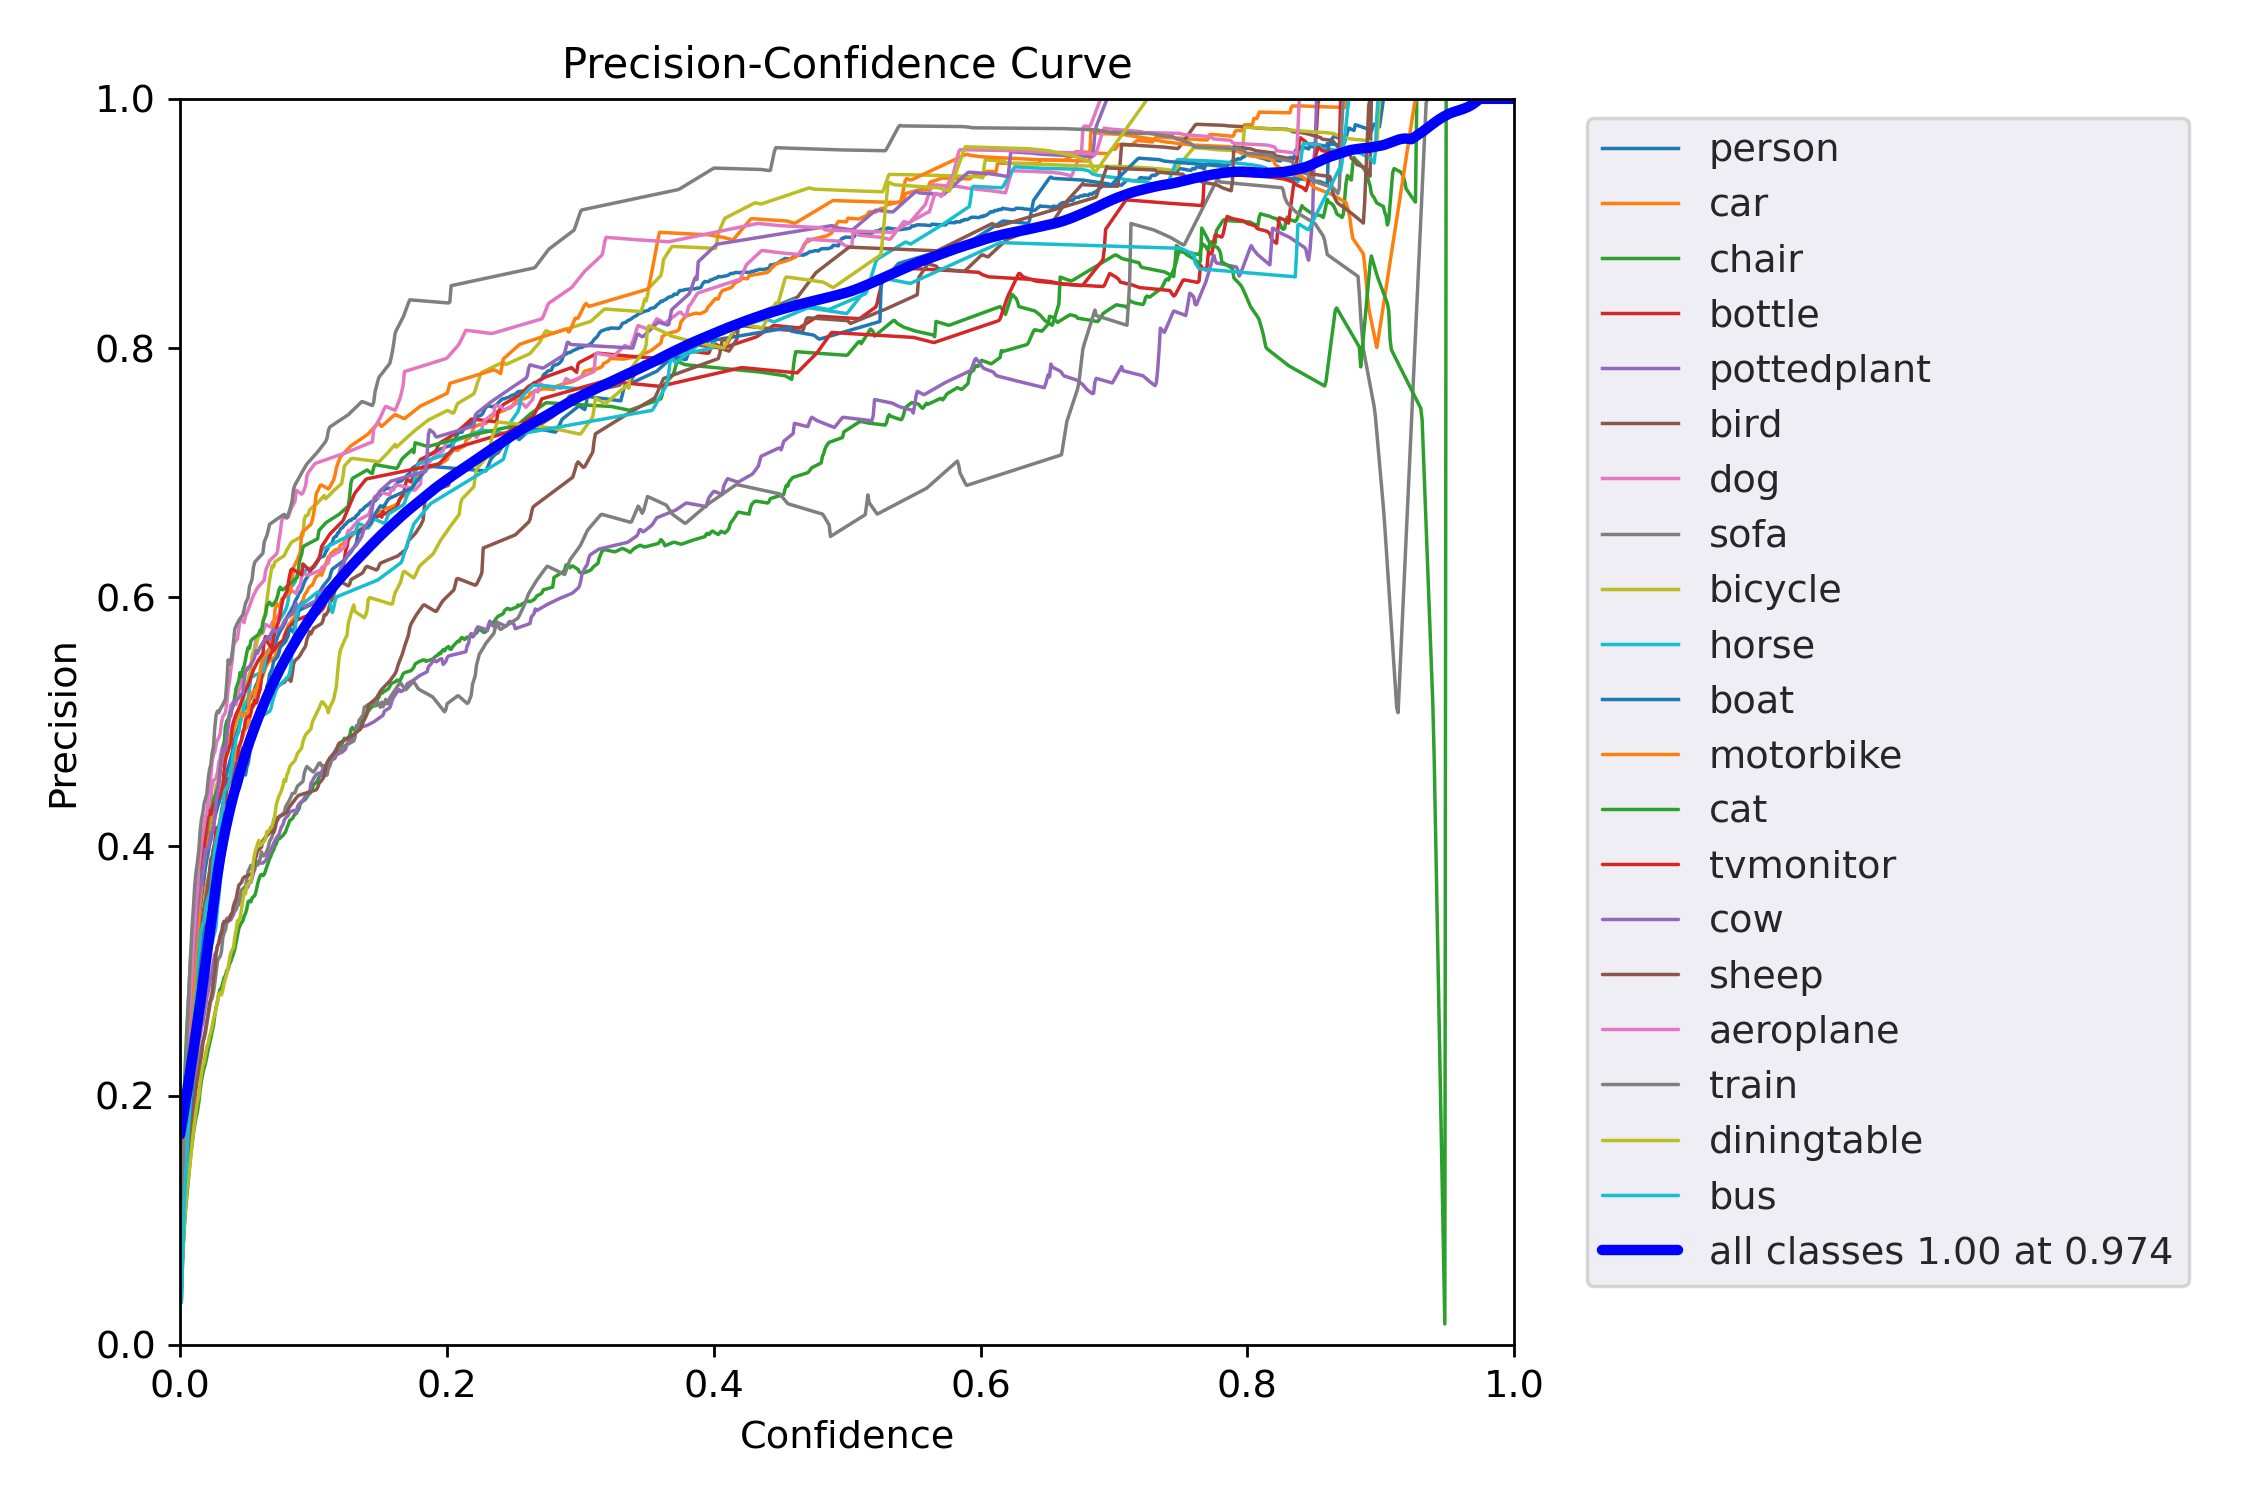 Precision-Confidence Curve
1.0
0.8
0.6
0.4
0.2
0.0
Precision
0.0 0.2 0.4 0.6 0.8 1.0
Confidence
person
car
chair
bottle
pottedplant
bird
dog
sofa
bicycle
horse
boat
motorbike
cat
tvmonitor
cow
sheep
aeroplane
train
diningtable
bus
all classes 1.00 at 0.974